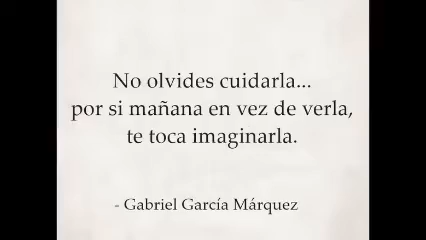 No olvides cuidarla...
por si mañana en vez de verla,
te toca imaginarla.
- Gabriel García Márquez